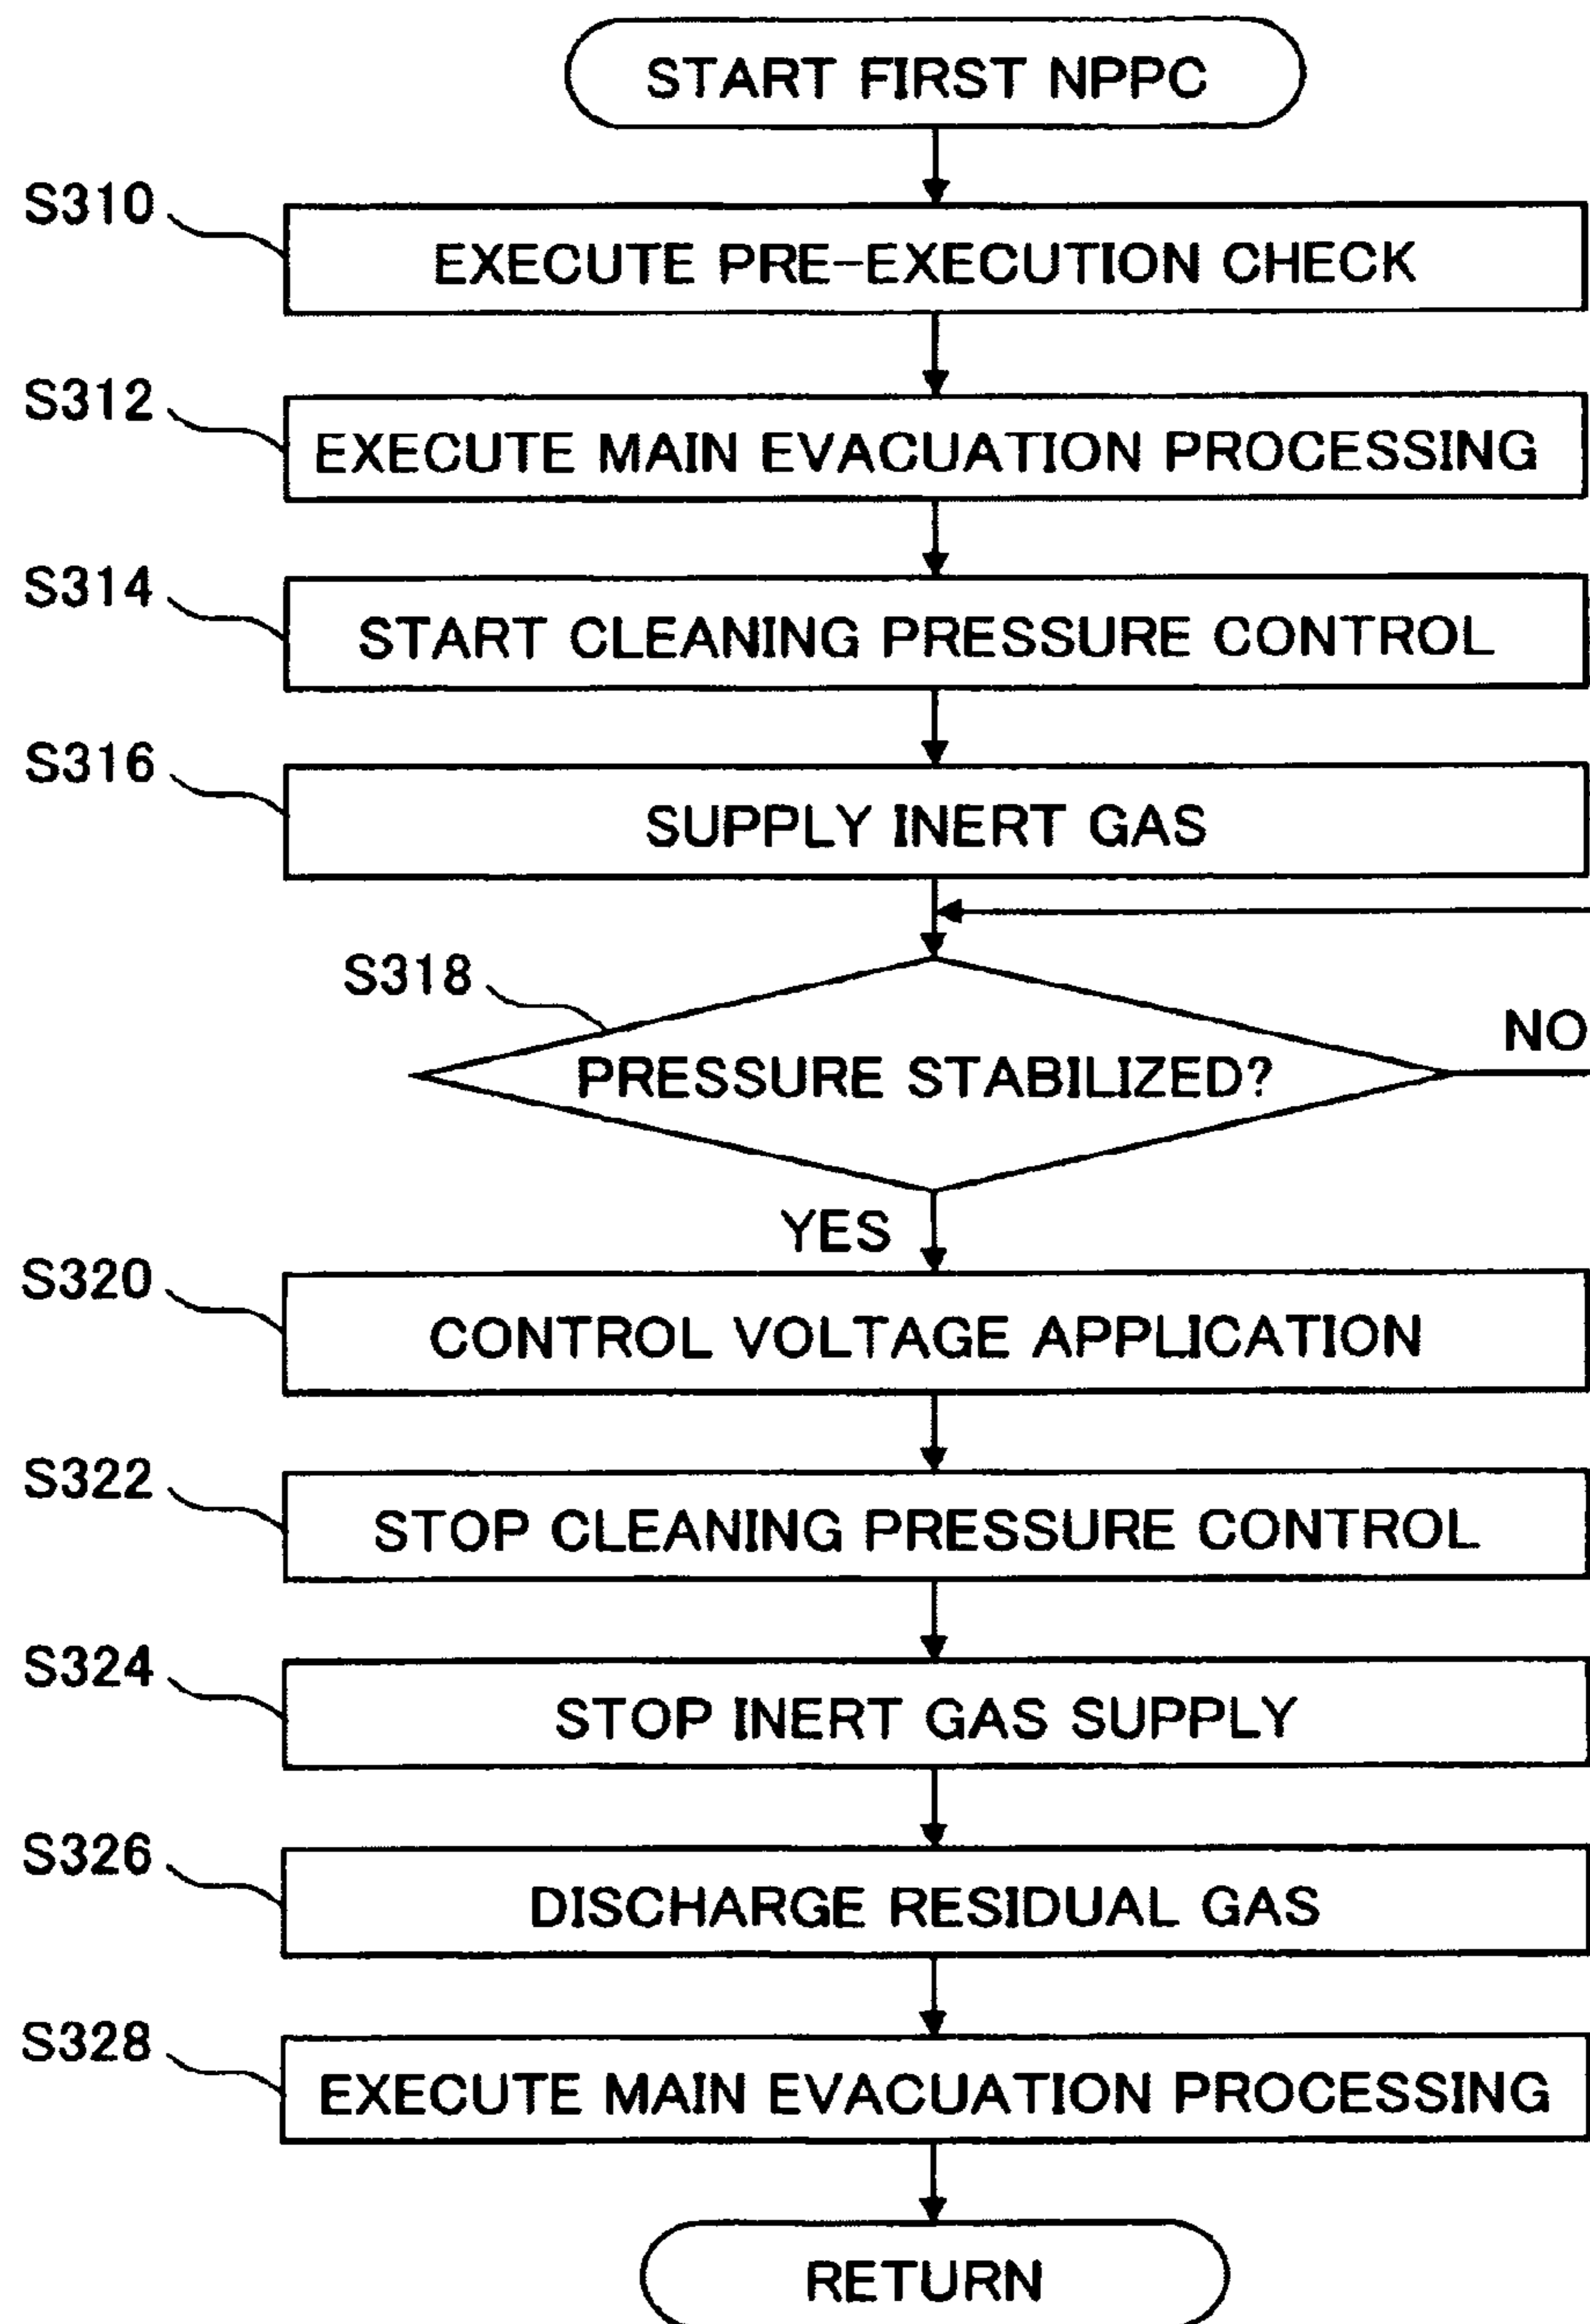 START FIRST NPPC
S310
EXECUTE PRE-EXECUTION CHECK
S312
EXECUTE MAIN EVACUATION PROCESSING
S314
START CLEANING PRESSURE CONTROL
S316
SUPPLY INERT GAS
S318
PRESSURE STABILIZED?
NO
YES
S320
CONTROL VOLTAGE APPLICATION
S322
STOP CLEANING PRESSURE CONTROL
S324
STOP INERT GAS SUPPLY
S326
DISCHARGE RESIDUAL GAS
S328
EXECUTE MAIN EVACUATION PROCESSING
RETURN